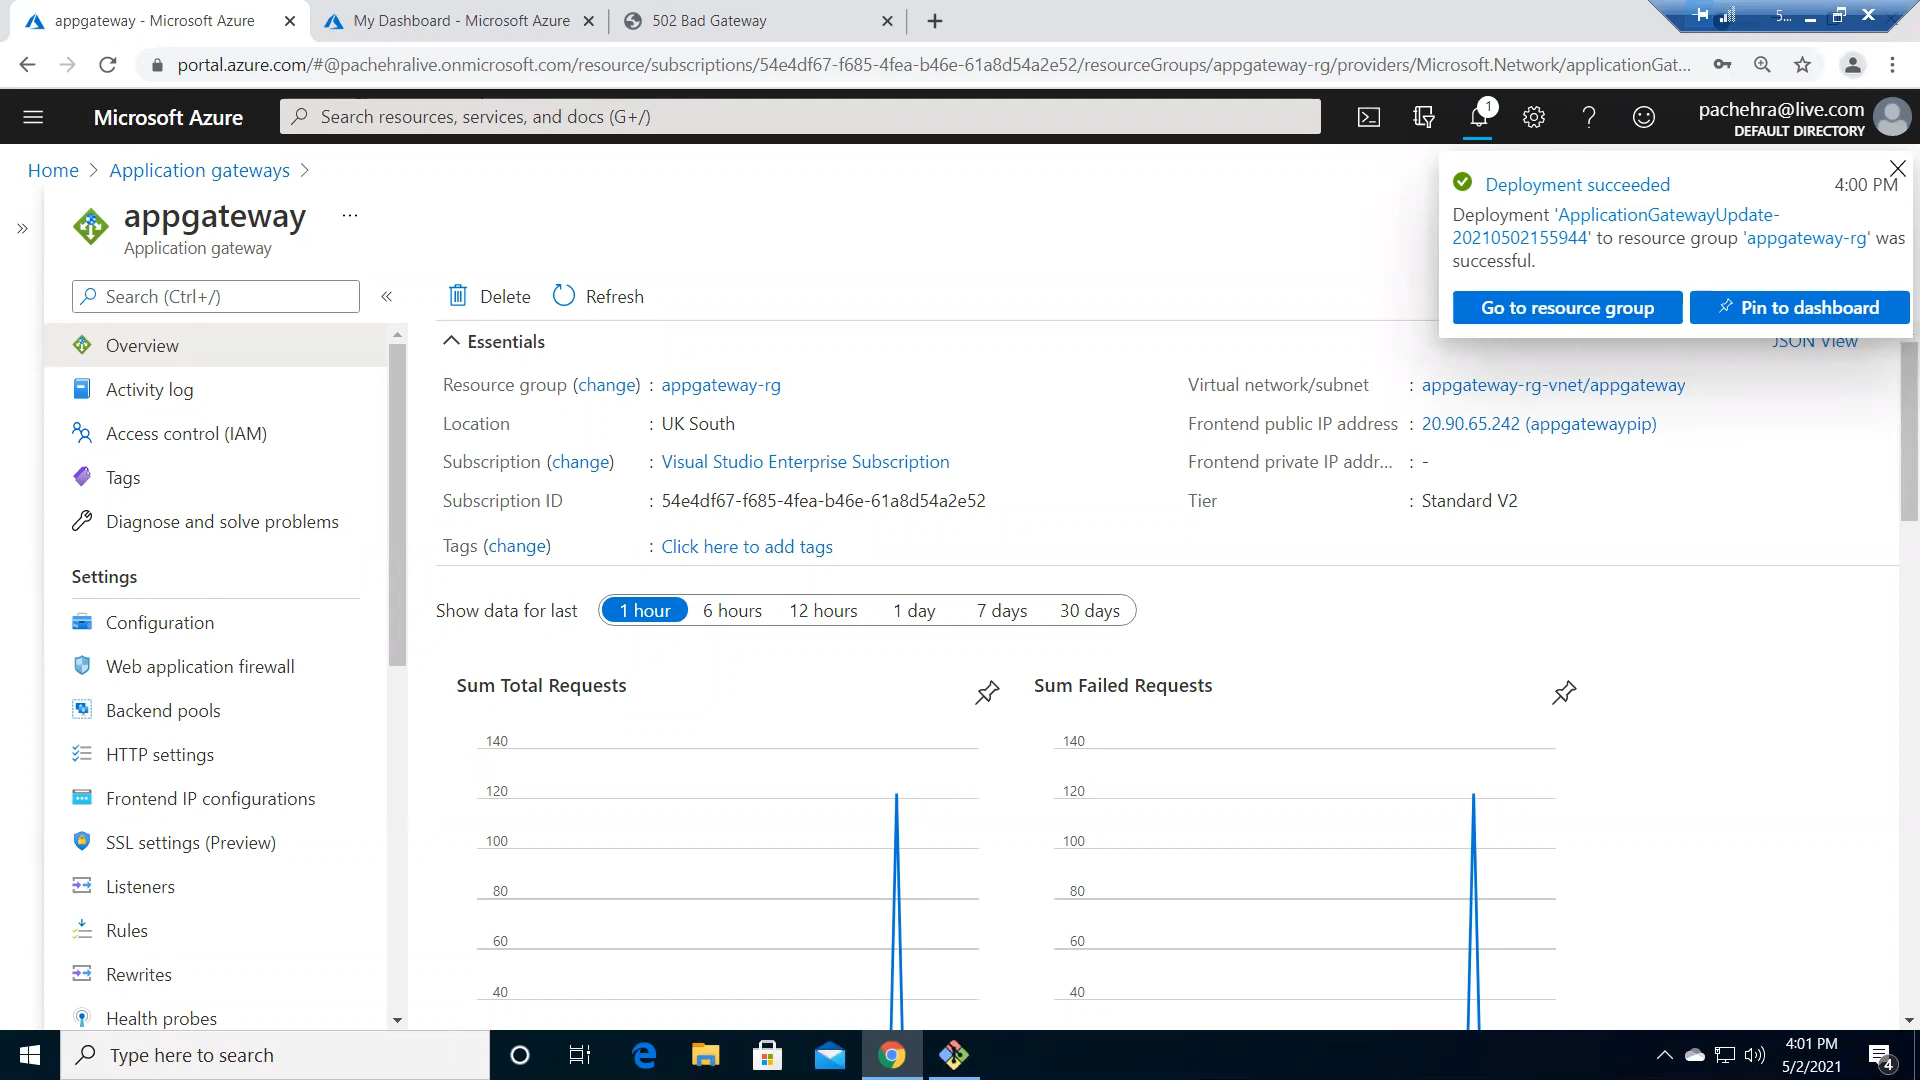 appgateway - Microsoft Azure
My Dashboard - Microsoft Azure
502 Bad Gateway
5...
portal.azure.com/#@pachehralive.onmicrosoft.com/resource/subscriptions/54e4df67-f685-4fea-b46e-61a8d54a2e52/resourceGroups/appgateway-rg/providers/Microsoft.Network/applicationGat...
Microsoft Azure
Search resources, services, and docs (G+/)
1
pachehra@live.com
DEFAULT DIRECTORY
Home > Application gateways >
Deployment succeeded 4:00 PM
Deployment 'ApplicationGatewayUpdate-
20210502155944' to resource group 'appgateway-rg' was
successful.
Go to resource group
Pin to dashboard
appgateway ...
Application gateway
Search (Ctrl+/)
«
»
Overview
Activity log
Access control (IAM)
Tags
Diagnose and solve problems
Settings
Configuration
Web application firewall
Backend pools
HTTP settings
Frontend IP configurations
SSL settings (Preview)
Listeners
Rules
Rewrites
Health probes
Delete
Refresh
Essentials
JSON View
Resource group (change) : appgateway-rg
Location : UK South
Subscription (change) : Visual Studio Enterprise Subscription
Subscription ID : 54e4df67-f685-4fea-b46e-61a8d54a2e52
Tags (change) : Click here to add tags
Virtual network/subnet : appgateway-rg-vnet/appgateway
Frontend public IP address : 20.90.65.242 (appgatewaypip)
Frontend private IP addr... : -
Tier : Standard V2
Show data for last 1 hour 6 hours 12 hours 1 day 7 days 30 days
Sum Total Requests
140
120
100
80
60
40
Sum Failed Requests
140
120
100
80
60
40
Type here to search
4:01 PM
5/2/2021
4